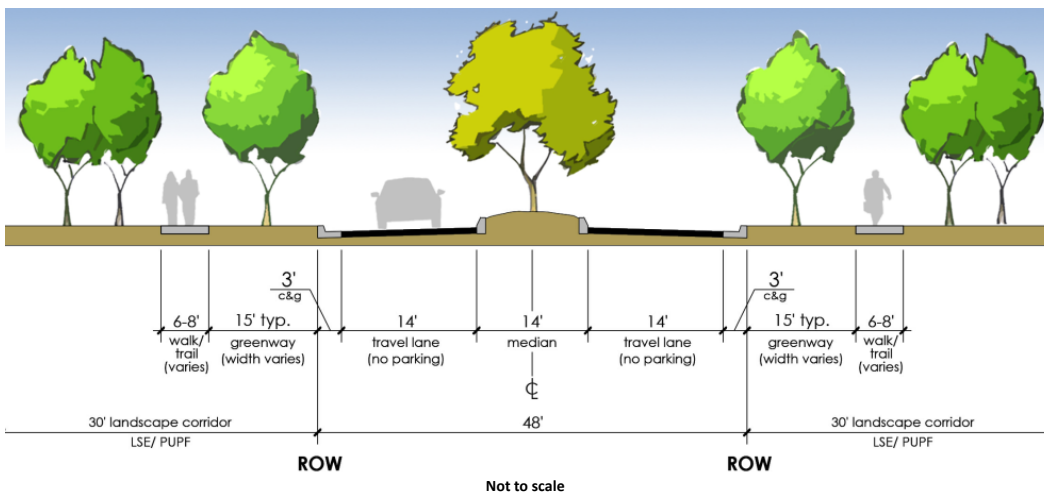 3'
c&g
3'
c&g
6-8'
15' typ.
14'
14'
14'
15' typ.
6-8'
walk/
trail
(varies)
greenway
(width varies)
travel lane
(no parking)
median
travel lane
(no parking)
greenway
(width varies)
walk/
trail
(varies)
℄
30' landscape corridor
48'
30' landscape corridor
LSE/ PUPF
LSE/ PUPF
ROW
ROW
Not to scale